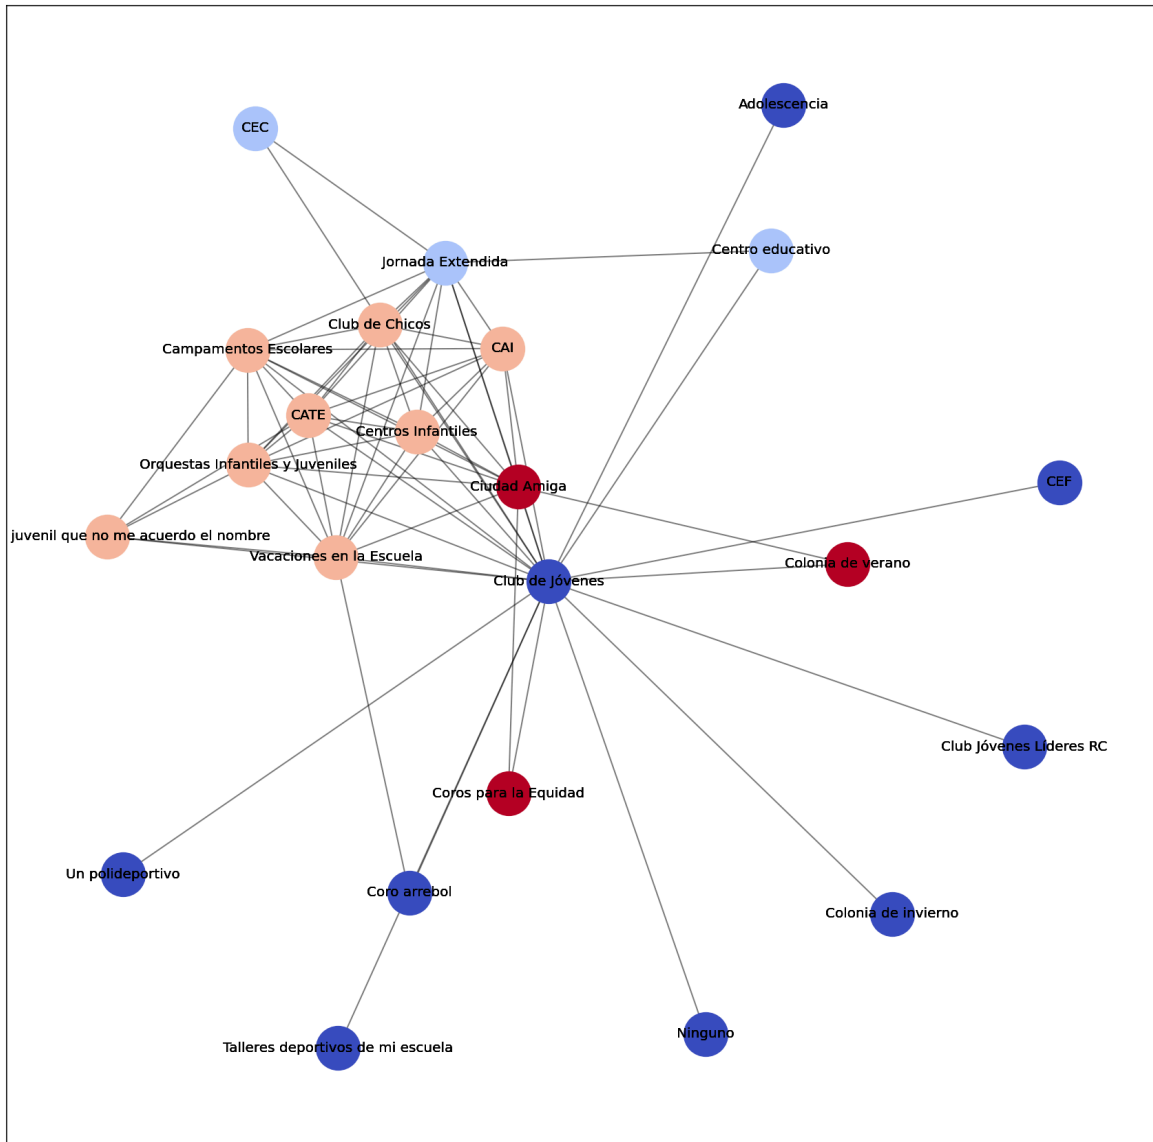 Adolescencia
CEC
Centro educativo
Jornada Extendida
Club de Chicos
Campamentos Escolares
CAI
CATE
Centros Infantiles
Orquestas Infantiles y Juveniles
CEF
Ciudad Amiga
juvenil que no me acuerdo el nombre
Vacaciones en la Escuela
Colonia de verano
Club de Jóvenes
Club Jóvenes Líderes RC
Coros para la Equidad
Un polideportivo
Coro arrebol
Colonia de invierno
Ninguno
Talleres deportivos de mi escuela